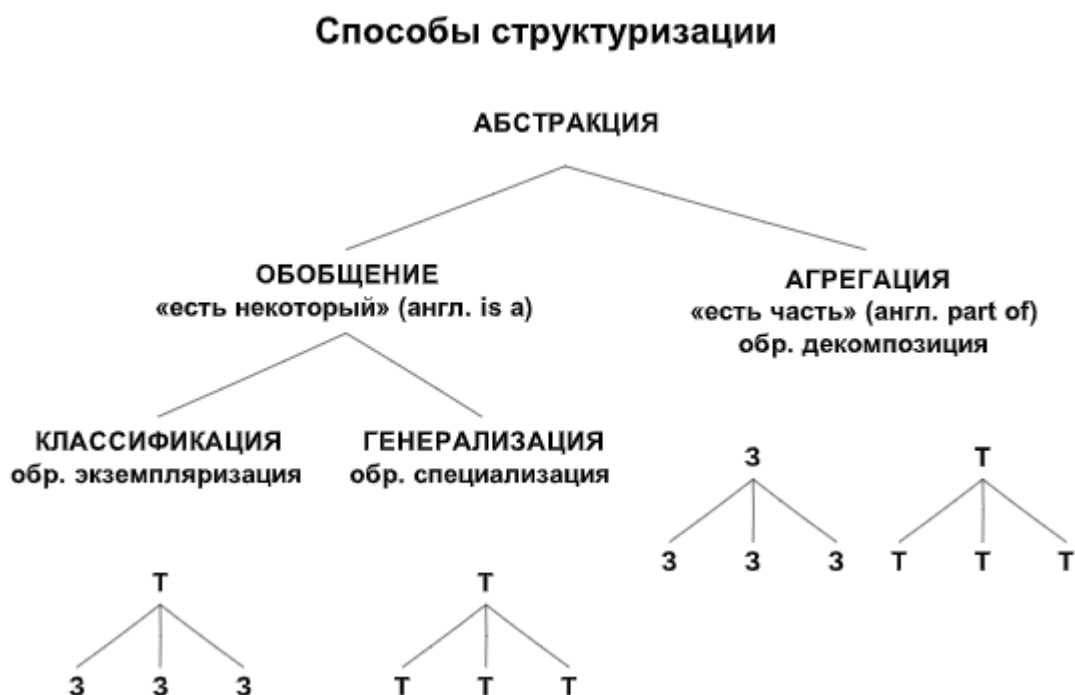 Способы структуризации
АБСТРАКЦИЯ
ОБОБЩЕНИЕ
«есть некоторый» (англ. is a)
АГРЕГАЦИЯ
«есть часть» (англ. part of)
обр. декомпозиция
КЛАССИФИКАЦИЯ
обр. экземпляризация
ГЕНЕРАЛИЗАЦИЯ
обр. специализация
З
З З З
Т
Т Т Т
Т
З З З
Т
Т Т Т